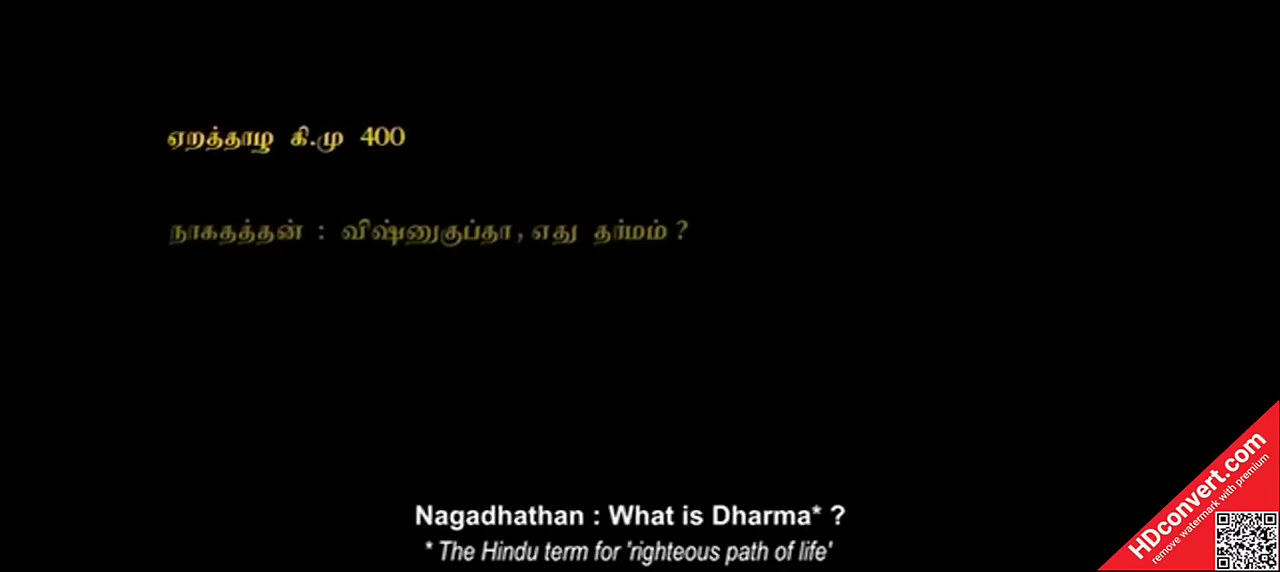 ஏறத்தாழ கி.மு 400
நாகதத்தன் : விஷ்னுகுப்தா, எது தர்மம் ?
Nagadhathan : What is Dharma* ?
* The Hindu term for 'righteous path of life'
HDconvert.com
remove watermark with premium